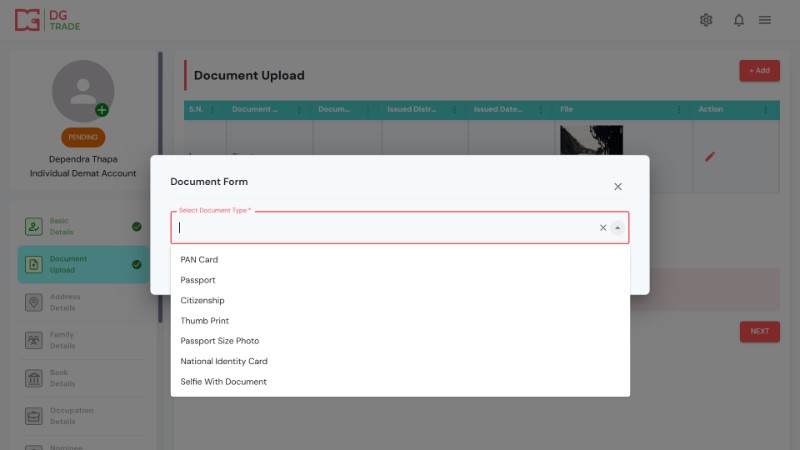 DG
TRADE
Document Upload
+ Add
S.N.
Document ...
Docum...
Issued Distr...
Issued Date...
File
Action
PENDING
Dependra Thapa
Individual Demat Account
Basic
Details
Document
Upload
Address
Details
Family
Details
Bank
Details
Occupation
Details
Nominee
Document Form
Select Document Type *
PAN Card
Passport
Citizenship
Thumb Print
Passport Size Photo
National Identity Card
Selfie With Document
NEXT